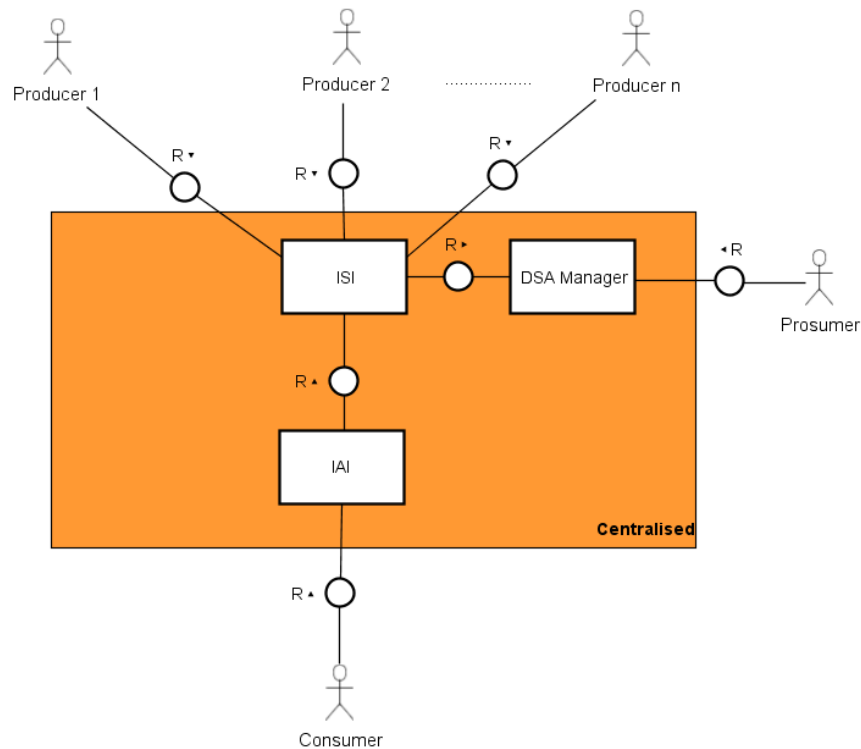 Producer 1
Producer 2
Producer n
R ▾
R ▾
R ▾
ISI
R ▸
DSA Manager
◂ R
Prosumer
R ▴
IAI
Centralised
R ▴
Consumer